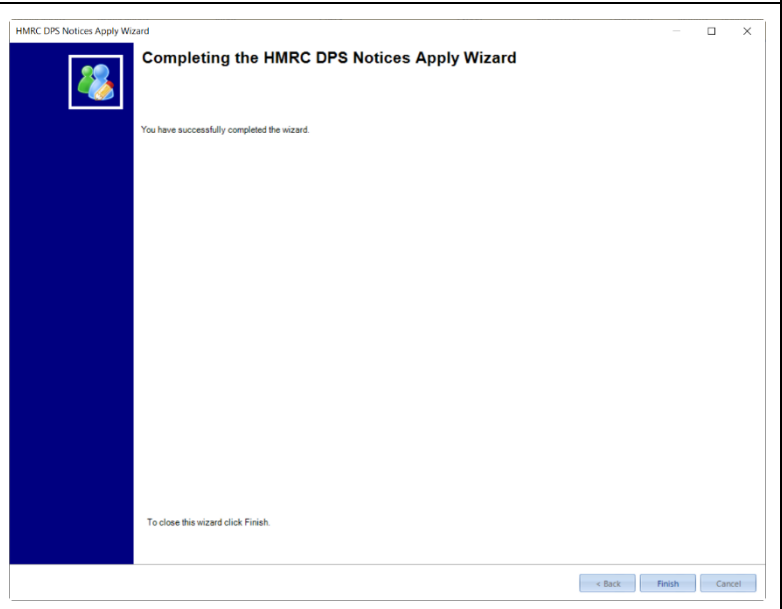 HMRC DPS Notices Apply Wizard
Completing the HMRC DPS Notices Apply Wizard
You have successfully completed the wizard.
To close this wizard click Finish.
< Back Finish Cancel